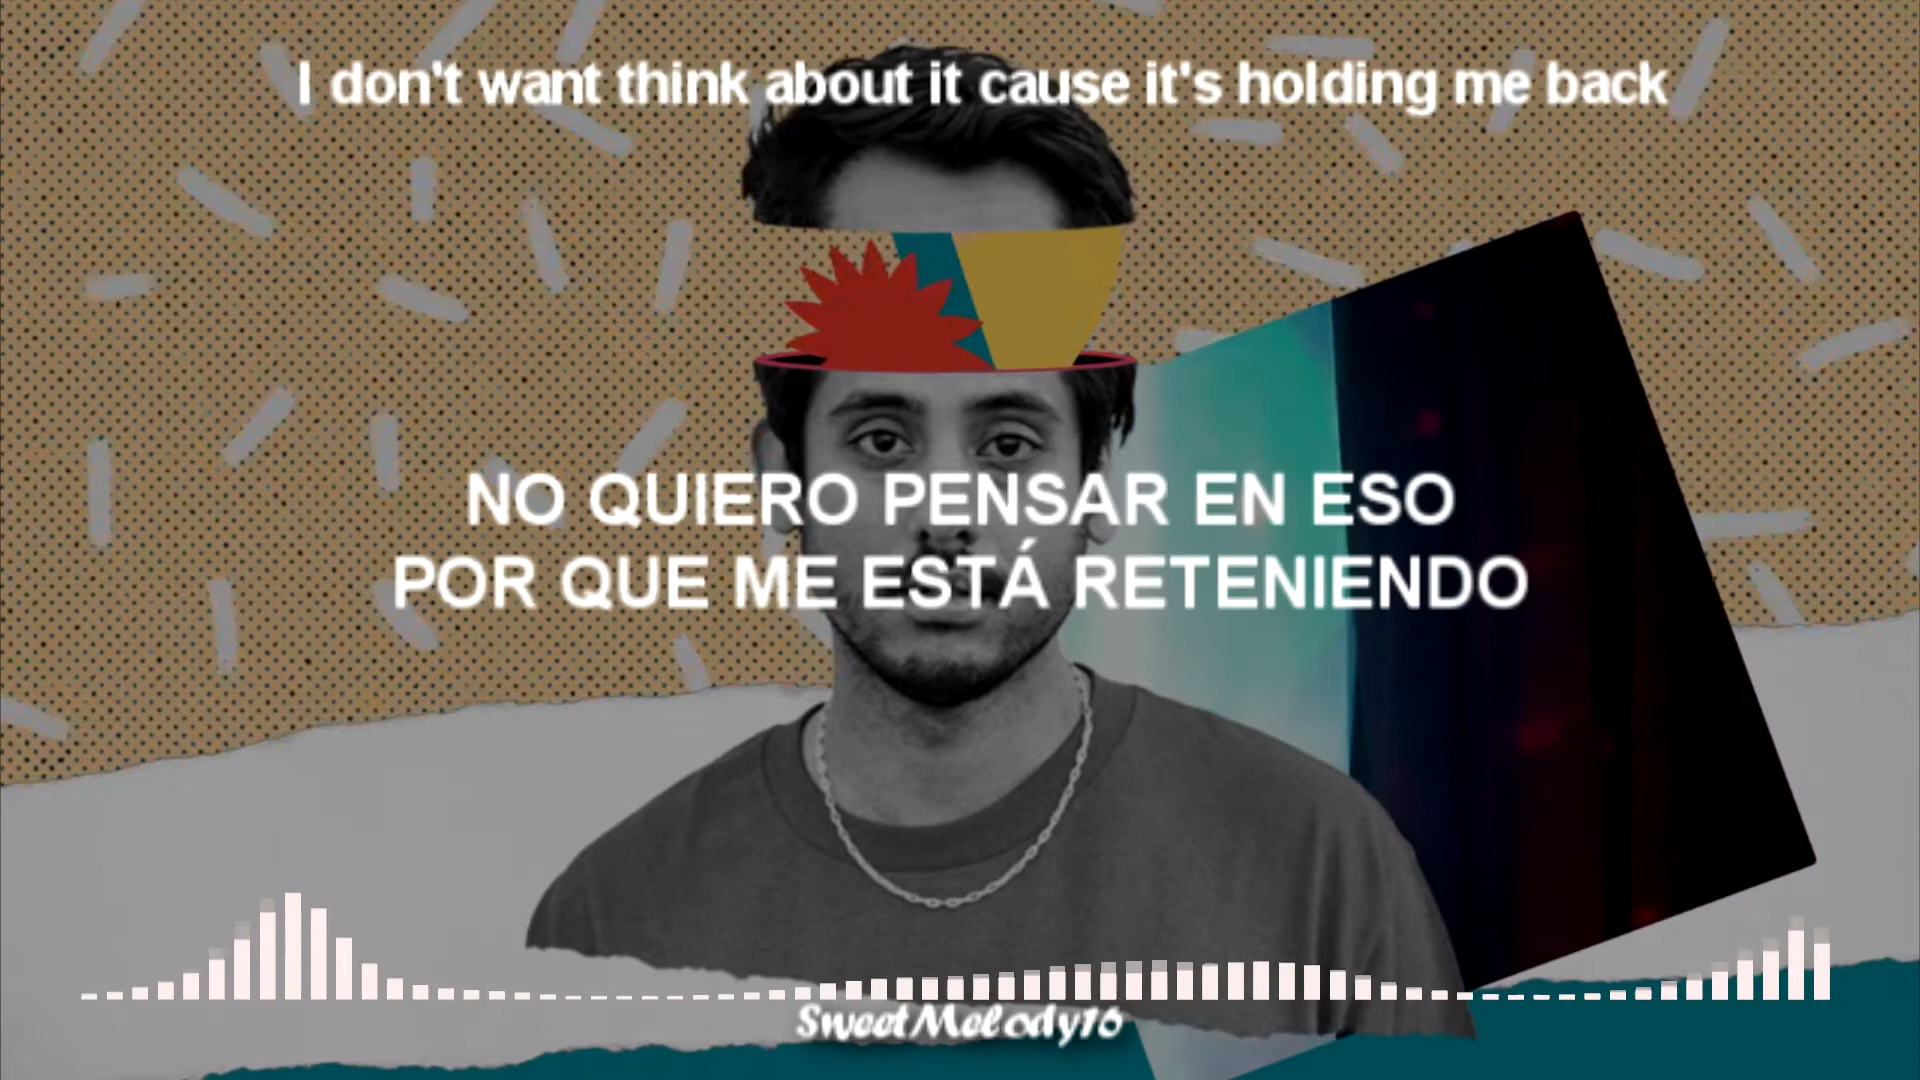 I don't want think about it cause it's holding me back
NO QUIERO PENSAR EN ESO
POR QUE ME ESTÁ RETENIENDO
SweetMelody16